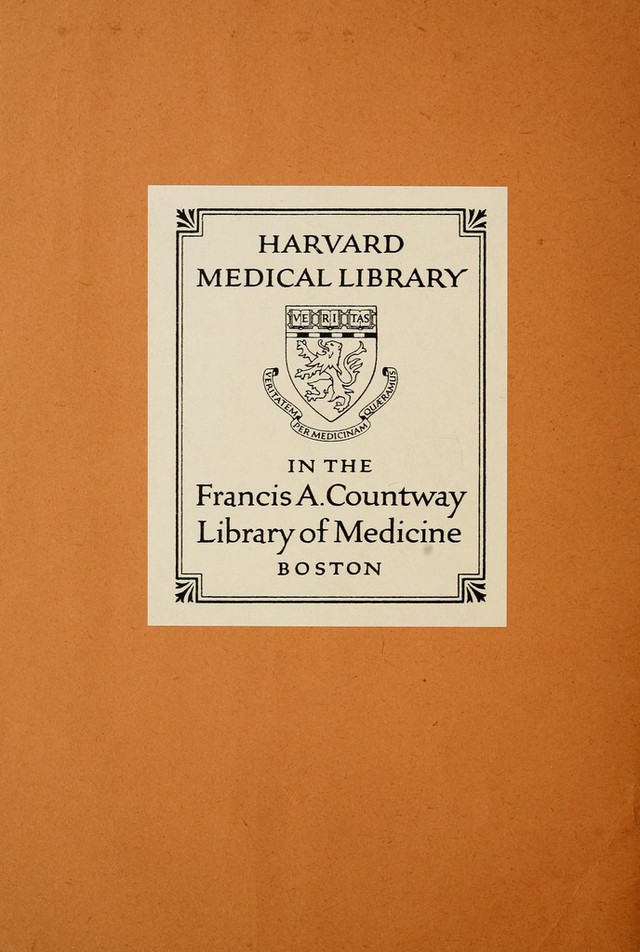 HARVARD
MEDICAL LIBRARY
VE RI TAS
VERITATEM PER MEDICINAM QUÆRAMUS
IN THE
Francis A. Countway
Library of Medicine
BOSTON